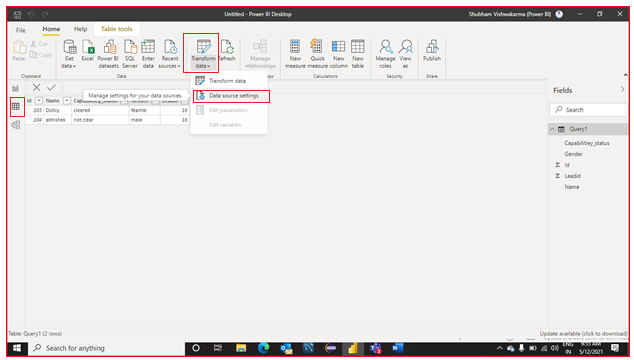 Untitled - Power BI Desktop
Shubham Vishwakarma (Power BI)
File Home Help Table tools
Paste
Cut
Copy
Get data
Excel
Power BI datasets
SQL Server
Enter data
Recent sources
Transform data
Refresh
Manage relationships
New measure
Quick measure
New column
New table
Manage roles
View as
Publish
Clipboard
Data
Calculations
Security
Share
Transform data
Data source settings
Edit parameters
Edit variables
Manage settings for your data sources.
Id Name
103 Dolicy cleared feamle 18
104 abhishek not clear male 18
Fields
Search
Query1
Capabilitiey_status
Gender
Σ Id
Σ Leadid
Name
Table: Query1 (2 rows)
Update available (click to download)
Search for anything
ENG
IN
9:55 AM
5/12/2021